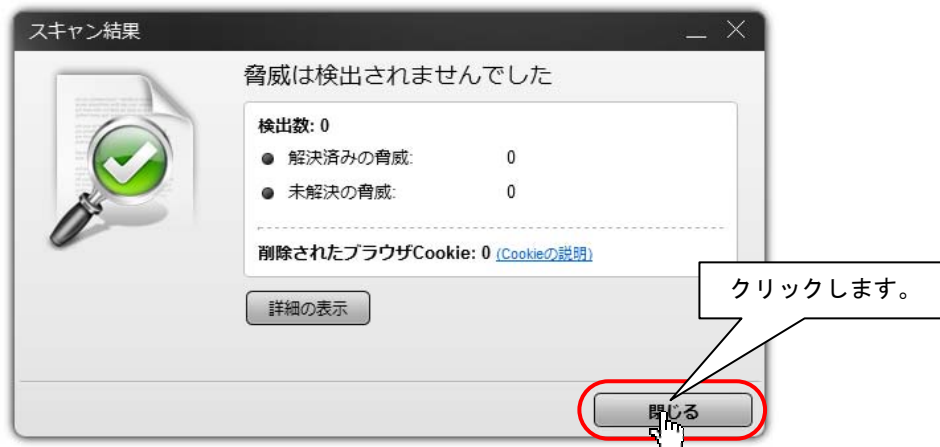 スキャン結果
脅威は検出されませんでした
検出数: 0
解決済みの脅威: 0
未解決の脅威: 0
削除されたブラウザCookie: 0 (Cookieの説明)
クリックします。
詳細の表示
閉じる